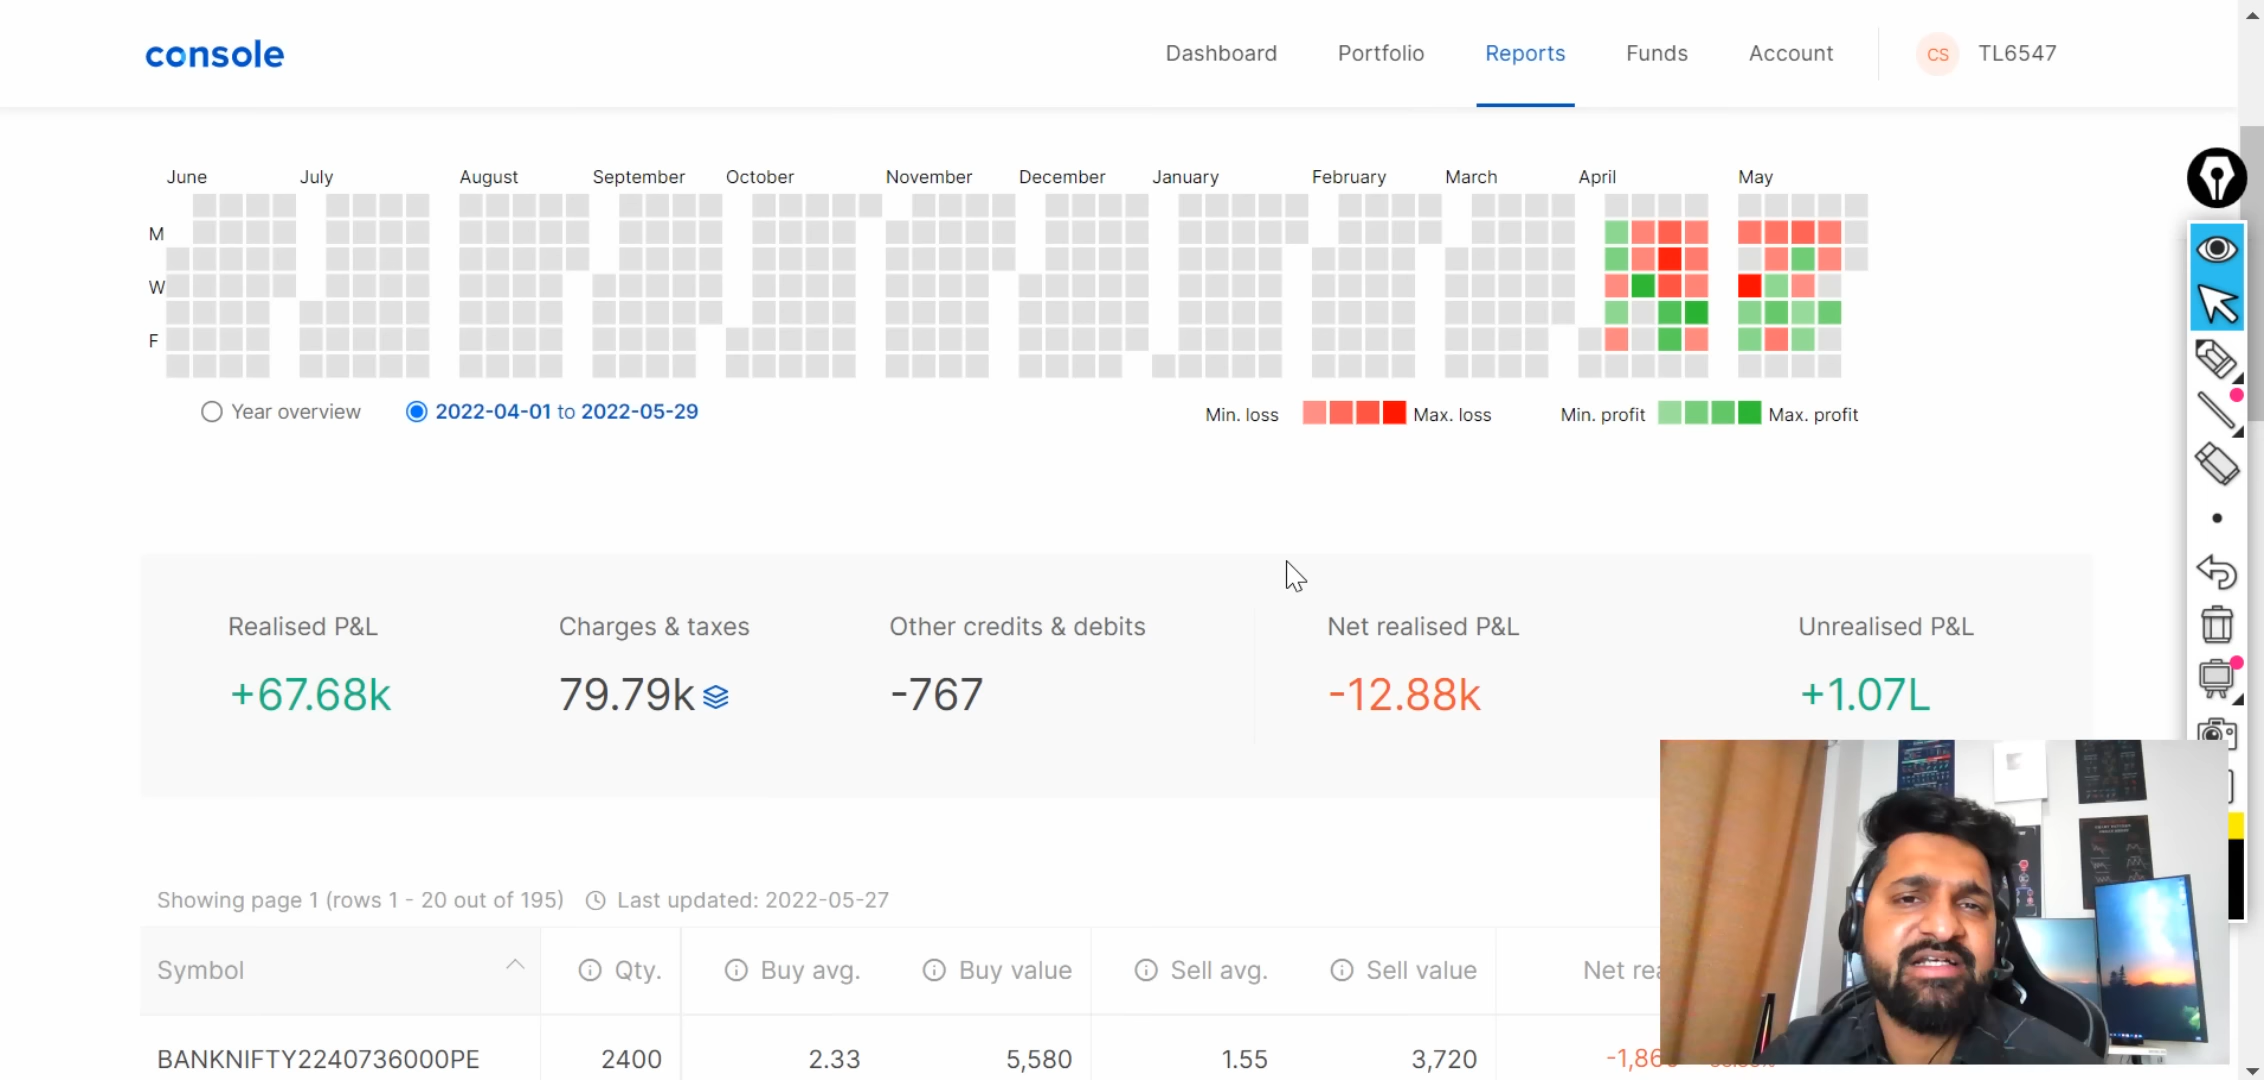 console
Dashboard Portfolio Reports Funds Account CS TL6547
June July August September October November December January February March April May
M
W
F
Year overview 2022-04-01 to 2022-05-29 Min. loss Max. loss Min. profit Max. profit
Realised P&L Charges & taxes Other credits & debits Net realised P&L Unrealised P&L
+67.68k 79.79k -767 -12.88k +1.07L
Showing page 1 (rows 1 - 20 out of 195) Last updated: 2022-05-27
Symbol Qty. Buy avg. Buy value Sell avg. Sell value Net
BANKNIFTY2240736000PE 2400 2.33 5,580 1.55 3,720